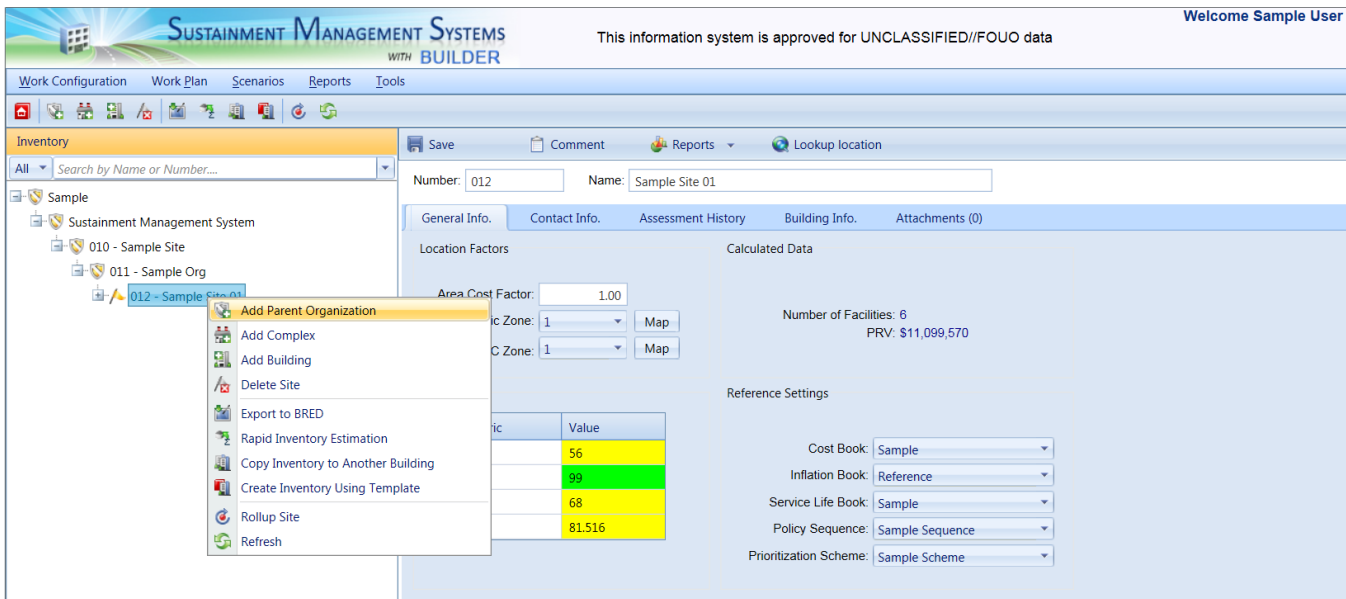 Welcome Sample User
SUSTAINMENT MANAGEMENT SYSTEMS
WITH BUILDER
This information system is approved for UNCLASSIFIED//FOUO data
Work Configuration Work Plan Scenarios Reports Tools
Inventory
Save Comment Reports Lookup location
All Search by Name or Number....
Number: 012 Name: Sample Site 01
Sample
Sustainment Management System
010 - Sample Site
011 - Sample Org
012 - Sample Site 01
General Info. Contact Info. Assessment History Building Info. Attachments (0)
Location Factors
Area Cost Factor: 1.00
ic Zone: 1 Map
C Zone: 1 Map
Calculated Data
Number of Facilities: 6
PRV: $11,099,570
Add Parent Organization
Add Complex
Add Building
Delete Site
Export to BRED
Rapid Inventory Estimation
Copy Inventory to Another Building
Create Inventory Using Template
Rollup Site
Refresh
ric Value
56
99
68
81.516
Reference Settings
Cost Book: Sample
Inflation Book: Reference
Service Life Book: Sample
Policy Sequence: Sample Sequence
Prioritization Scheme: Sample Scheme